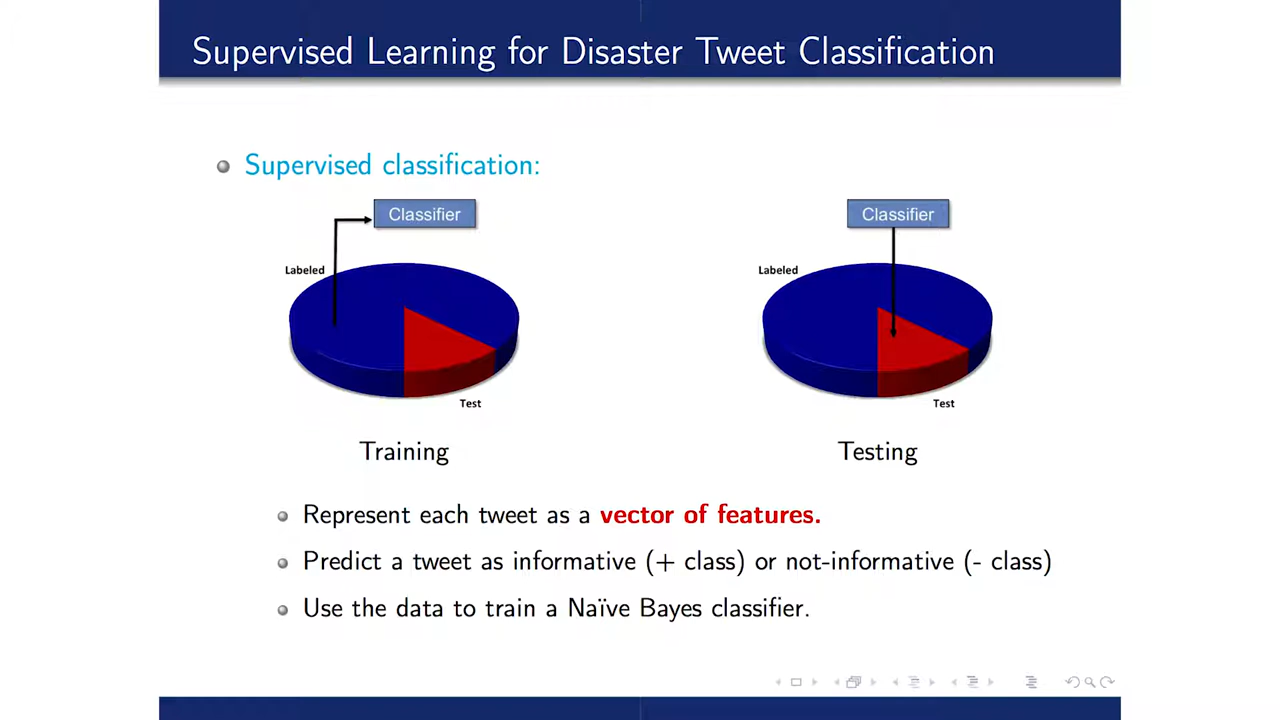 Supervised Learning for Disaster Tweet Classification
Supervised classification:
Classifier
Labeled
Test
Training
Classifier
Labeled
Test
Testing
Represent each tweet as a vector of features.
Predict a tweet as informative (+ class) or not-informative (- class)
Use the data to train a Naïve Bayes classifier.